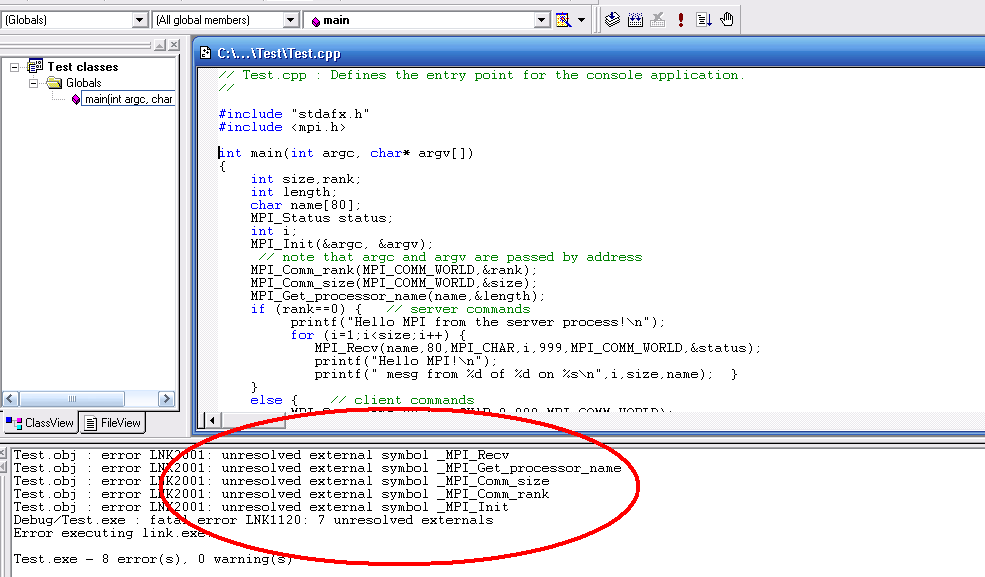 (Globals) (All global members) main
C:\...\Test\Test.cpp
Test classes
Globals
main(int argc, char
// Test.cpp : Defines the entry point for the console application.
//
#include "stdafx.h"
#include <mpi.h>
int main(int argc, char* argv[])
{
int size,rank;
int length;
char name[80];
MPI_Status status;
int i;
MPI_Init(&argc, &argv);
// note that argc and argv are passed by address
MPI_Comm_rank(MPI_COMM_WORLD,&rank);
MPI_Comm_size(MPI_COMM_WORLD,&size);
MPI_Get_processor_name(name,&length);
if (rank==0) { // server commands
printf("Hello MPI from the server process!\n");
for (i=1;i<size;i++) {
MPI_Recv(name,80,MPI_CHAR,i,999,MPI_COMM_WORLD,&status);
printf("Hello MPI!\n");
printf(" mesg from %d of %d on %s\n",i,size,name); }
}
else { // client commands
ClassView FileView
Test.obj : error LNK2001: unresolved external symbol _MPI_Recv
Test.obj : error LNK2001: unresolved external symbol _MPI_Get_processor_name
Test.obj : error LNK2001: unresolved external symbol _MPI_Comm_size
Test.obj : error LNK2001: unresolved external symbol _MPI_Comm_rank
Test.obj : error LNK2001: unresolved external symbol _MPI_Init
Debug/Test.exe : fatal error LNK1120: 7 unresolved externals
Error executing link.exe
Test.exe - 8 error(s), 0 warning(s)